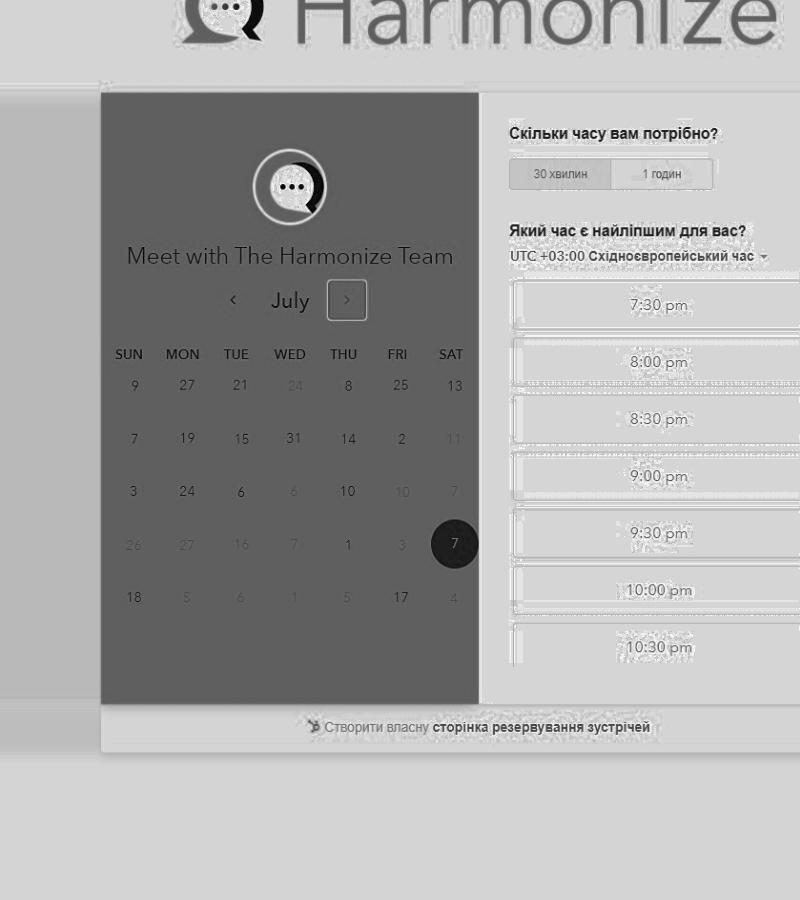 Harmonize
Meet with The Harmonize Team
July
SUN MON TUE WED THU FRI SAT
9 27 21 24 8 25 13
7 19 15 31 14 2 11
3 24 6 6 10 10 7
26 27 16 7 1 3 7
18 5 6 1 5 17 4
Скільки часу вам потрібно?
30 хвилин 1 годин
Який час є найліпшим для вас?
UTC +03:00 Східноєвропейський час
7:30 pm
8:00 pm
8:30 pm
9:00 pm
9:30 pm
10:00 pm
10:30 pm
Створити власну сторінка резервування зустрічей